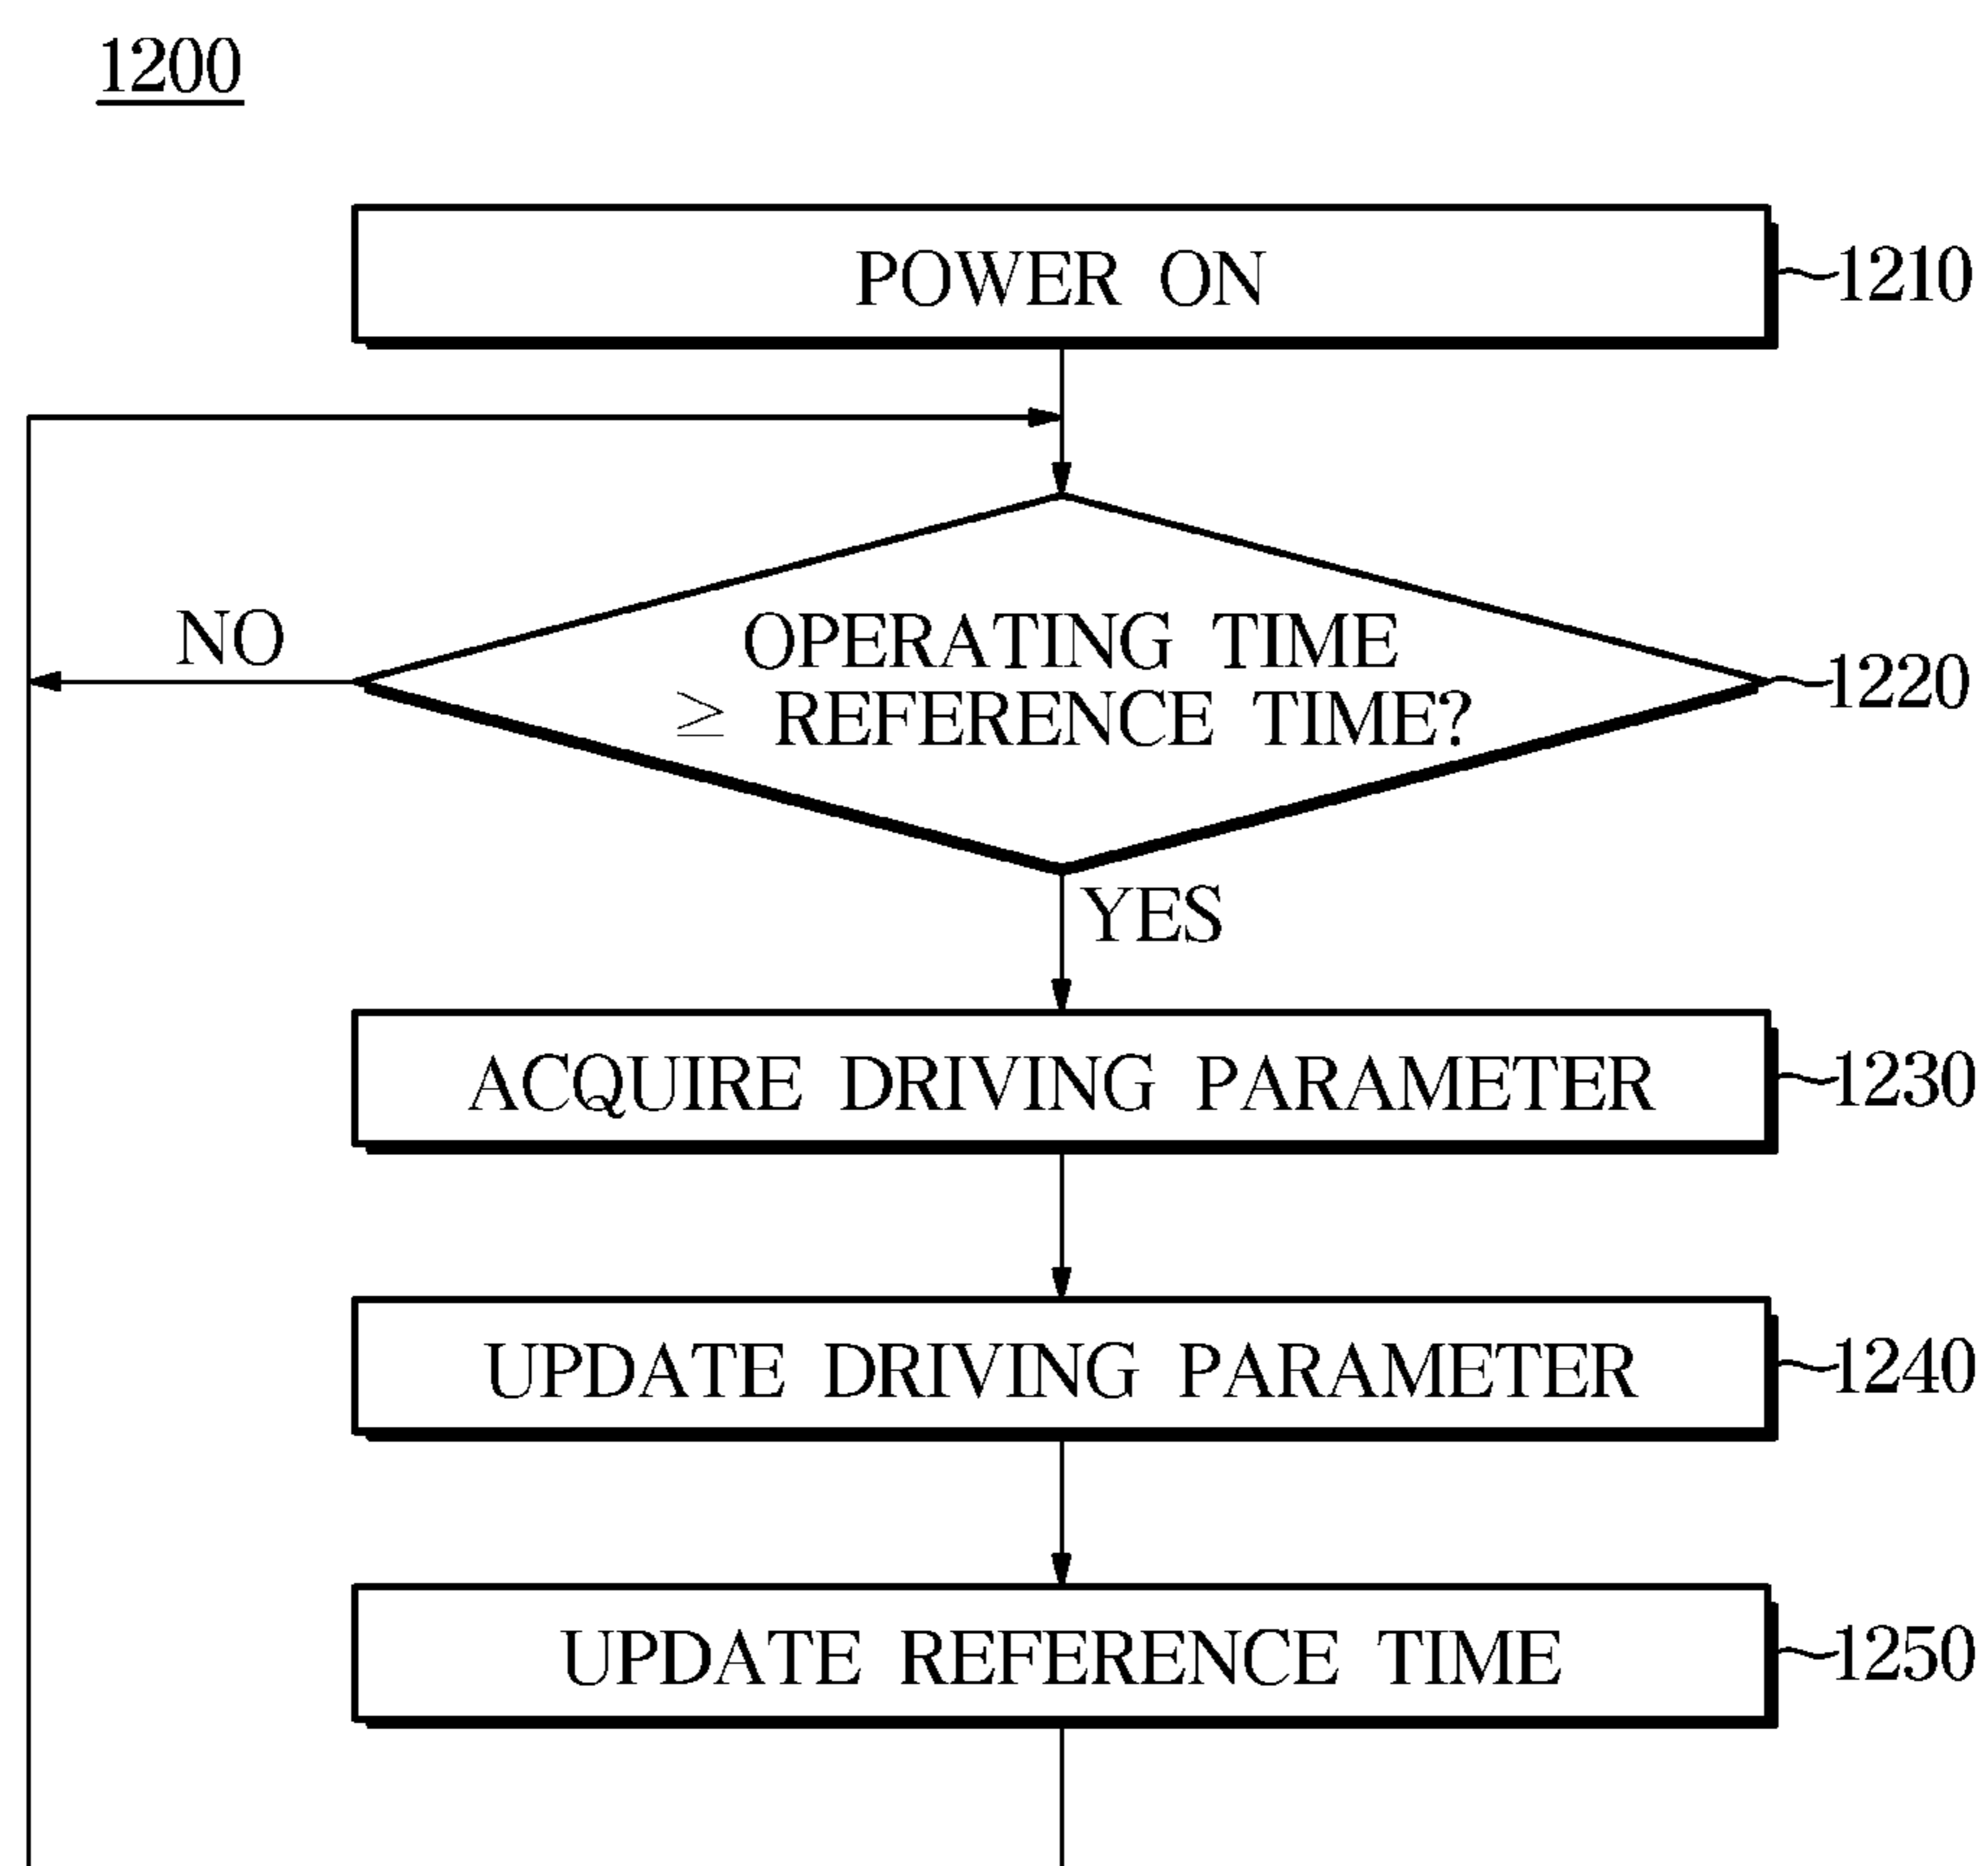 1200
POWER ON
1210
NO
OPERATING TIME
≥ REFERENCE TIME?
1220
YES
ACQUIRE DRIVING PARAMETER
1230
UPDATE DRIVING PARAMETER
1240
UPDATE REFERENCE TIME
1250